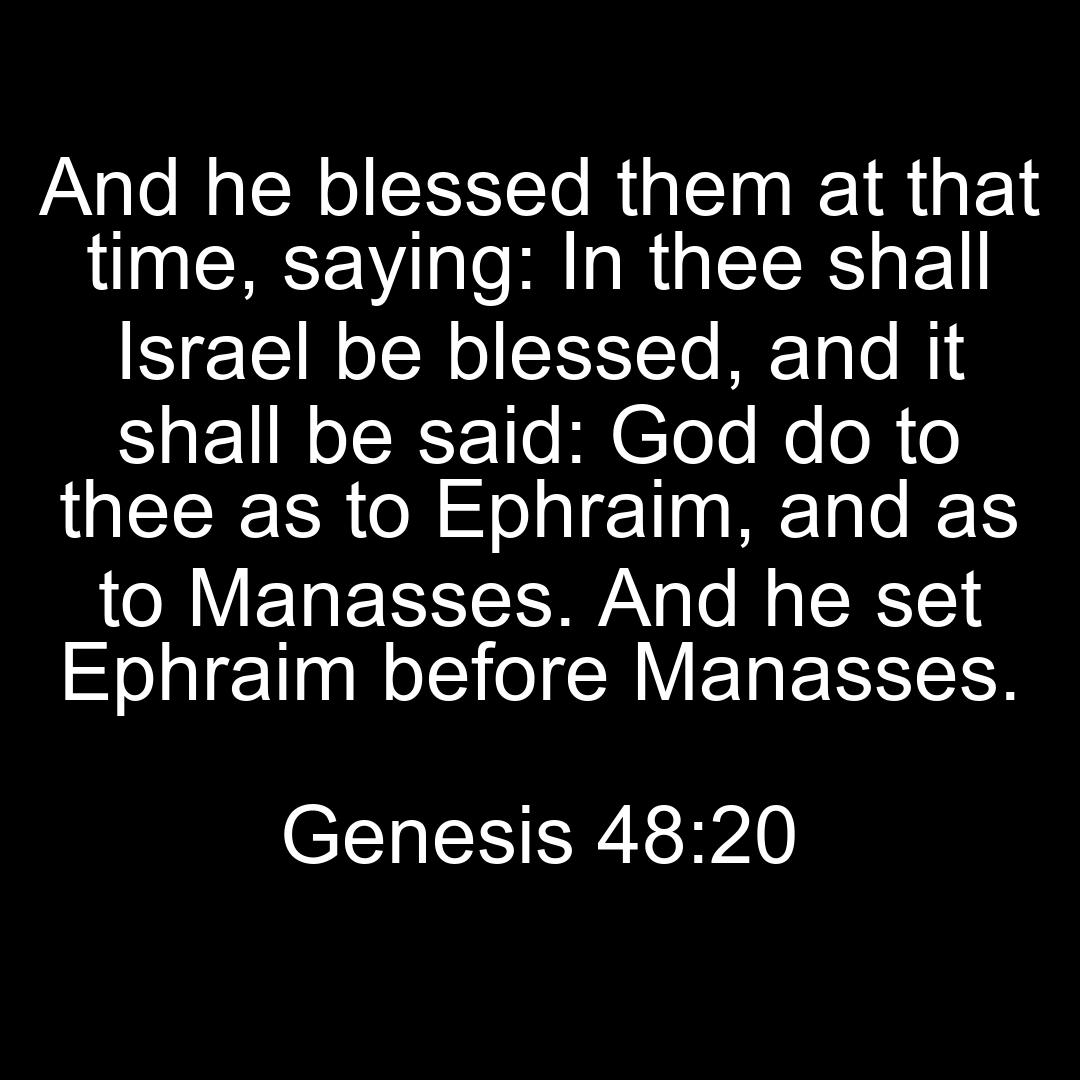 And he blessed them at that
time, saying: In thee shall
Israel be blessed, and it
shall be said: God do to
thee as to Ephraim, and as
to Manasses. And he set
Ephraim before Manasses.
Genesis 48:20